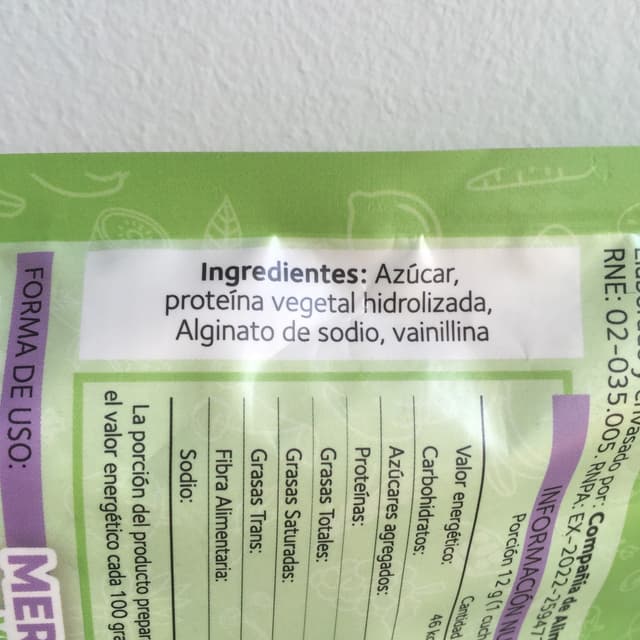 Ingredientes: Azúcar,
proteína vegetal hidrolizada,
Alginato de sodio, vainillina
FORMA DE USO:
RNE: 02-035.005, RNPA: EX-2022-
por: Compañía de
INFORMACIÓN
Porción 12 g (1
Valor energético:
Carbohidratos:
Azúcares agregados:
Proteínas:
Grasas Totales:
Grasas Saturadas:
Grasas Trans:
Fibra Alimentaria:
Sodio:
La porción del producto
el valor energético cada 100